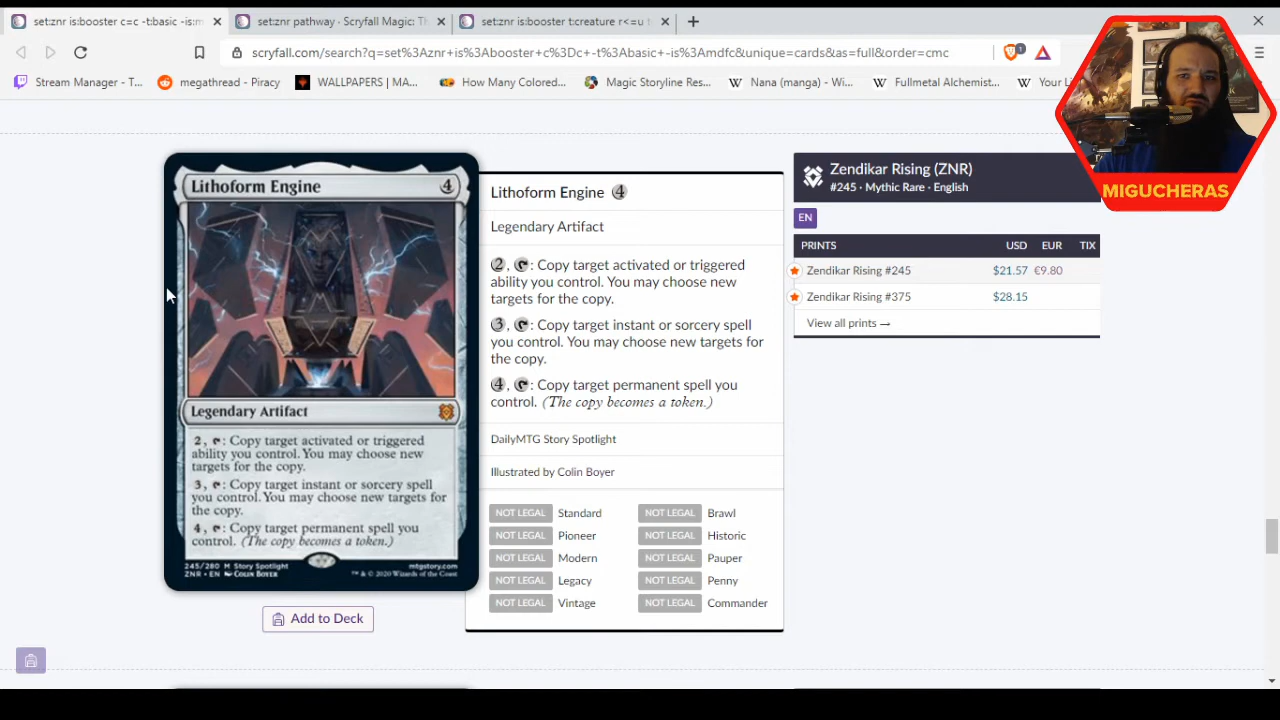 set:znr is:booster c=c -t:basic -is:m
set:znr pathway · Scryfall Magic: Th
set:znr is:booster t:creature r<=u t
scryfall.com/search?q=set%3Aznr+is%3Abooster+c%3Dc+-t%3Abasic+-is%3Amdfc&unique=cards&as=full&order=cmc
1
Stream Manager - T...
megathread - Piracy
WALLPAPERS | MA...
How Many Colored...
Magic Storyline Res...
Nana (manga) - Wi...
Fullmetal Alchemist...
Your Li
MIGUCHERAS
Lithoform Engine 4
Legendary Artifact
2, : Copy target activated or triggered
ability you control. You may choose new
targets for the copy.
3, : Copy target instant or sorcery spell
you control. You may choose new targets for
the copy.
4, : Copy target permanent spell you
control. (The copy becomes a token.)
245/280 M Story Spotlight
ZNR • EN Colin Boyer
mtgstory.com
™ & © 2020 Wizards of the Coast
Add to Deck
Lithoform Engine 4
Legendary Artifact
2, : Copy target activated or triggered
ability you control. You may choose new
targets for the copy.
3, : Copy target instant or sorcery spell
you control. You may choose new targets for
the copy.
4, : Copy target permanent spell you
control. (The copy becomes a token.)
DailyMTG Story Spotlight
Illustrated by Colin Boyer
NOT LEGAL Standard NOT LEGAL Brawl
NOT LEGAL Pioneer NOT LEGAL Historic
NOT LEGAL Modern NOT LEGAL Pauper
NOT LEGAL Legacy NOT LEGAL Penny
NOT LEGAL Vintage NOT LEGAL Commander
Zendikar Rising (ZNR)
#245 · Mythic Rare · English
EN
PRINTS USD EUR TIX
Zendikar Rising #245 $21.57 €9.80
Zendikar Rising #375 $28.15
View all prints →